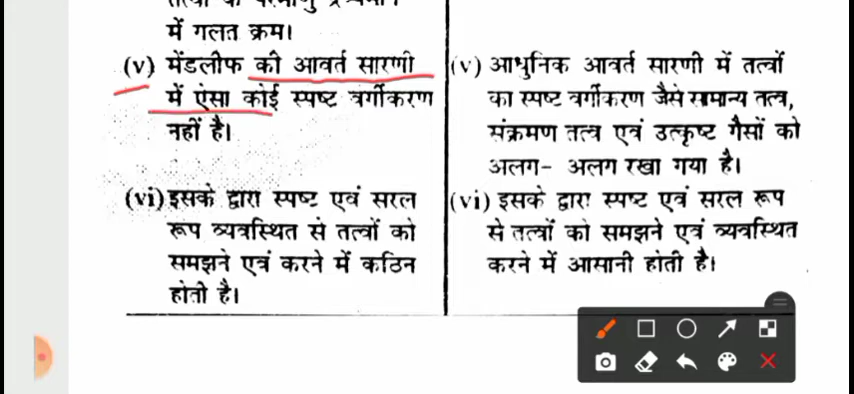 में गलत क्रम।
(v) मेंडलीफ की आवर्त सारणी
में ऐसा कोई स्पष्ट वर्गीकरण
नहीं है।
(vi) इसके द्वारा स्पष्ट एवं सरल
रूप व्यवस्थित से तत्वों को
समझने एवं करने में कठिन
होती है।
(v) आधुनिक आवर्त सारणी में तत्वों
का स्पष्ट वर्गीकरण जैसे सामान्य तत्व,
संक्रमण तत्व एवं उत्कृष्ट गैसों को
अलग- अलग रखा गया है।
(vi) इसके द्वारा स्पष्ट एवं सरल रूप
से तत्वों को समझने एवं व्यवस्थित
करने में आसानी होती है।